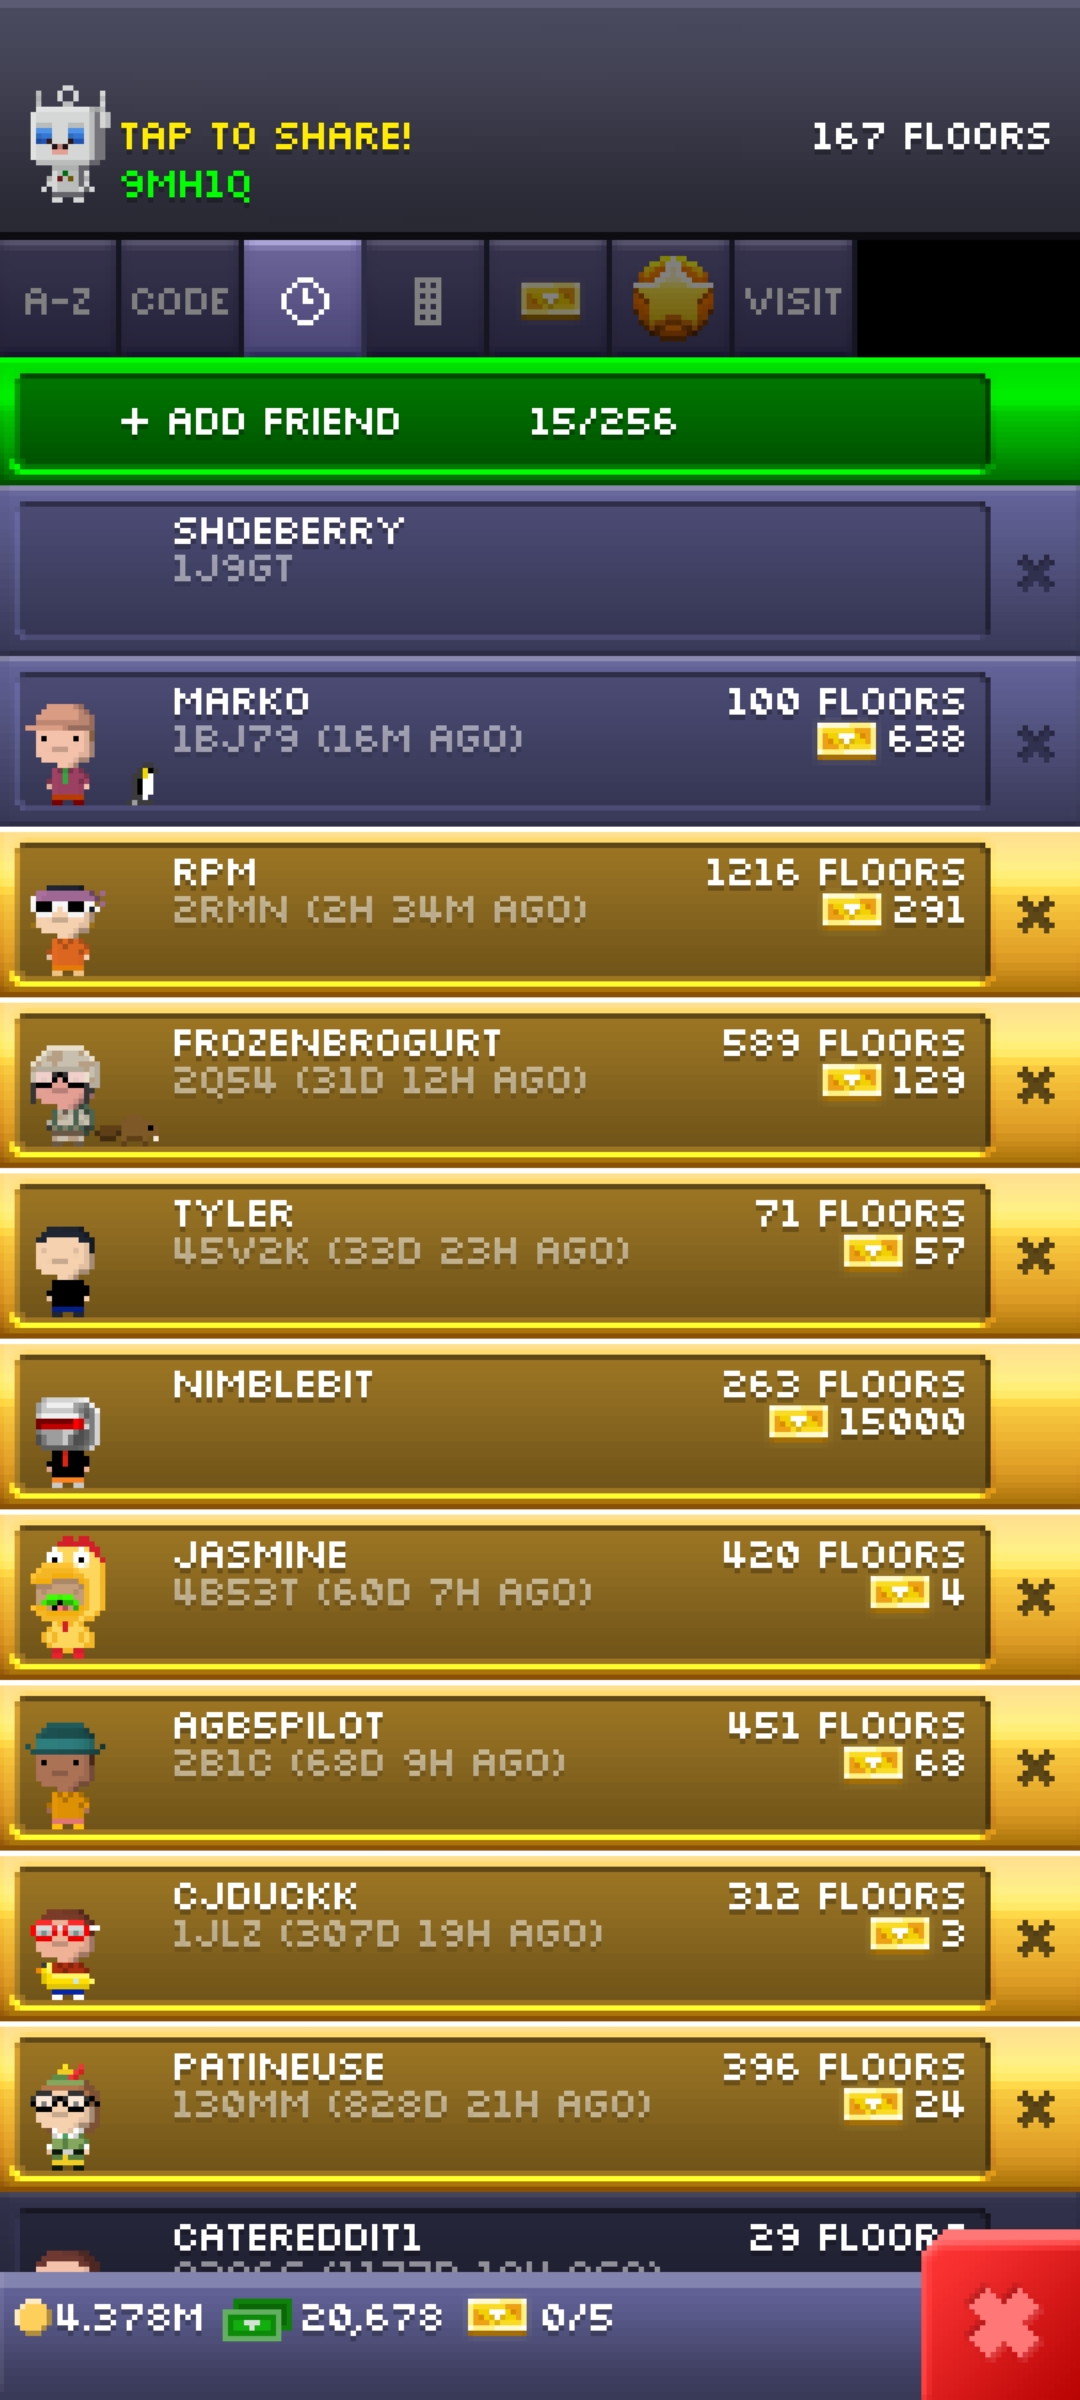 TAP TO SHARE!
167 FLOORS
9MH1Q
A-Z CODE VISIT
+ ADD FRIEND 15/256
SHOEBERRY
1J9GT
MARKO 100 FLOORS
1BJ79 (16M AGO) 638
RPM 1216 FLOORS
2RMN (2H 34M AGO) 291
FROZENBROGURT 589 FLOORS
2Q54 (31D 12H AGO) 129
TYLER 71 FLOORS
45V2K (33D 23H AGO) 57
NIMBLEBIT 263 FLOORS
15000
JASMINE 420 FLOORS
4B53T (60D 7H AGO) 4
AGB5PILOT 451 FLOORS
2B1C (68D 9H AGO) 68
CJDUCKK 312 FLOORS
1JLZ (307D 19H AGO) 3
PATINEUSE 396 FLOORS
130MM (828D 21H AGO) 24
CATEREDDIT1 29 FLOORS
4.378M 20,678 0/5